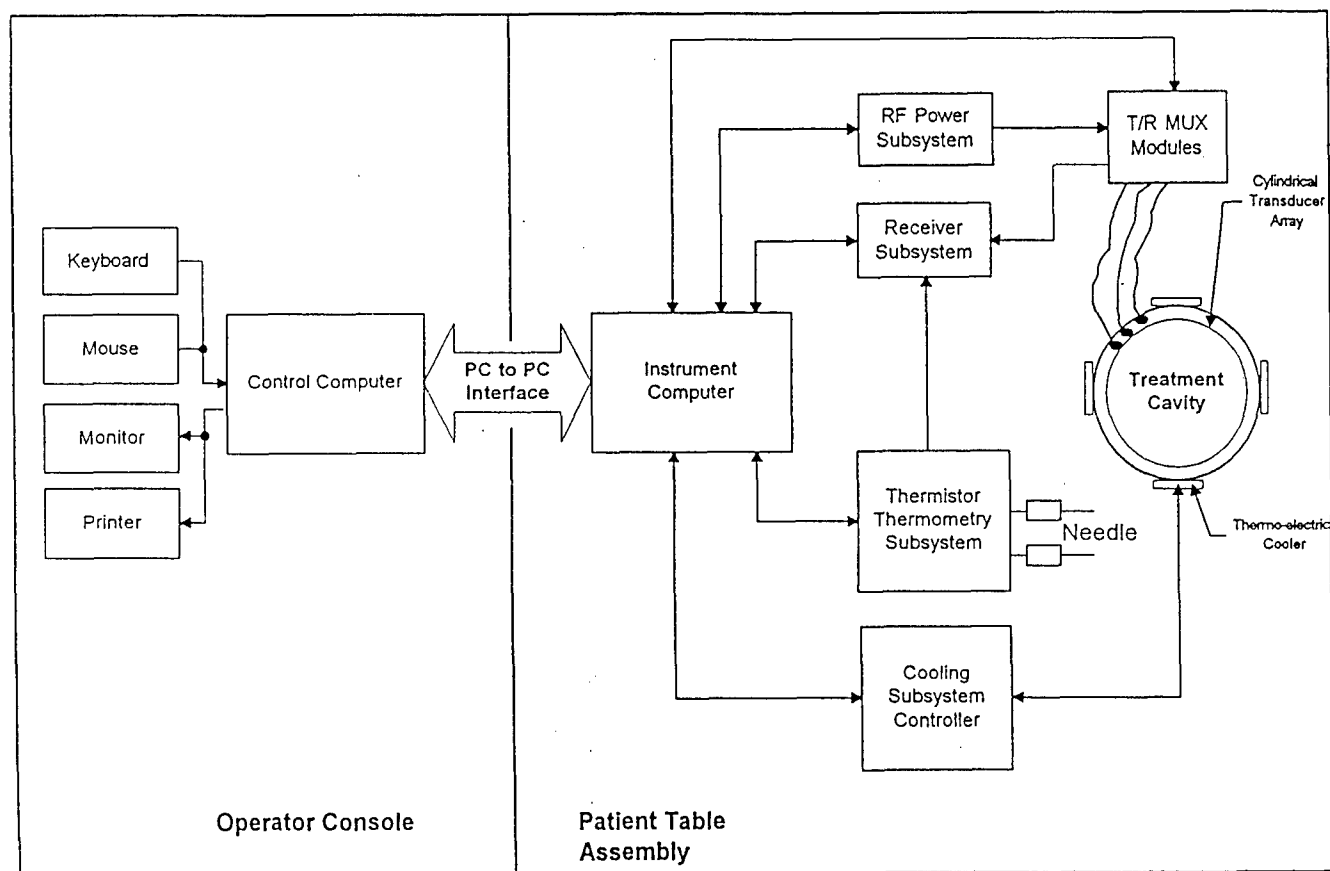 Keyboard
Mouse
Monitor
Printer
Control Computer
PC to PC
Interface
Instrument
Computer
RF Power
Subsystem
T/R MUX
Modules
Receiver
Subsystem
Cylindrical
Transducer
Array
Treatment
Cavity
Thermistor
Thermometry
Subsystem
Needle
Thermo-electric
Cooler
Cooling
Subsystem
Controller
Operator Console
Patient Table
Assembly